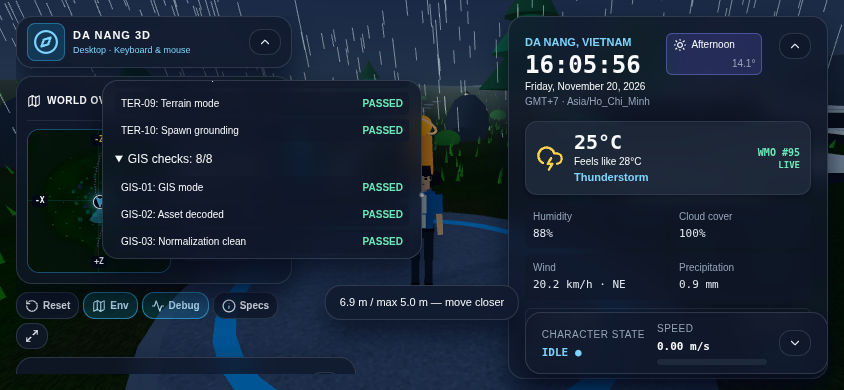 DA NANG 3D
Desktop · Keyboard & mouse
WORLD OV
-Z
-X
+Z
TER-09: Terrain mode PASSED
TER-10: Spawn grounding PASSED
▼ GIS checks: 8/8
GIS-01: GIS mode PASSED
GIS-02: Asset decoded PASSED
GIS-03: Normalization clean PASSED
Reset Env Debug Specs
6.9 m / max 5.0 m — move closer
DA NANG, VIETNAM
16:05:56
Friday, November 20, 2026
GMT+7 · Asia/Ho_Chi_Minh
Afternoon
14.1°
25°C
Feels like 28°C
Thunderstorm
WMO #95
LIVE
Humidity Cloud cover
88% 100%
Wind Precipitation
20.2 km/h · NE 0.9 mm
CHARACTER STATE SPEED
IDLE ● 0.00 m/s